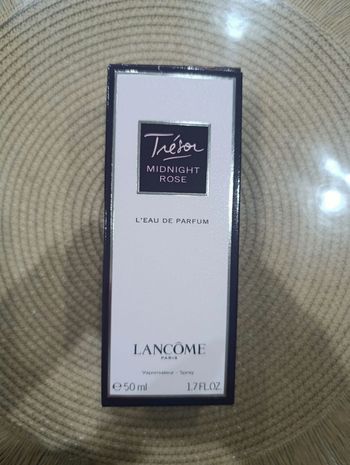 Trésor
MIDNIGHT
ROSE
L'EAU DE PARFUM
LANCÔME
PARIS
Vaporisateur - Spray
℮ 50 ml 1.7 FL.OZ.